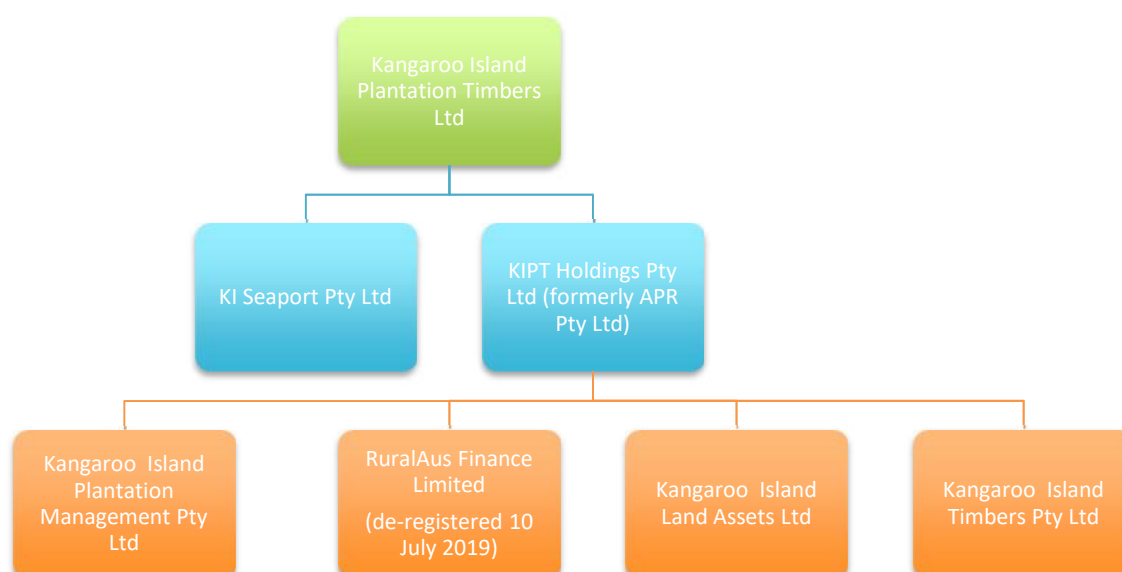 Kangaroo Island
Plantation Timbers
Ltd
KI Seaport Pty Ltd
KIPT Holdings Pty
Ltd (formerly APR
Pty Ltd)
Kangaroo Island
Plantation
Management Pty
Ltd
RuralAus Finance
Limited
(de-registered 10
July 2019)
Kangaroo Island
Land Assets Ltd
Kangaroo Island
Timbers Pty Ltd